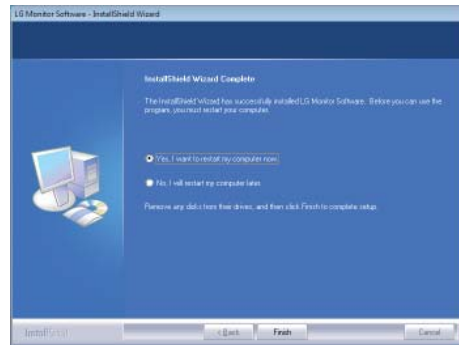 LG Monitor Software - InstallShield Wizard
InstallShield Wizard Complete
The InstallShield Wizard has successfully installed LG Monitor Software. Before you can use the
program, you must restart your computer.
Yes, I want to restart my computer now.
No, I will restart my computer later.
Remove any disks from their drives, and then click Finish to complete setup.
InstallShield
< Back
Finish
Cancel